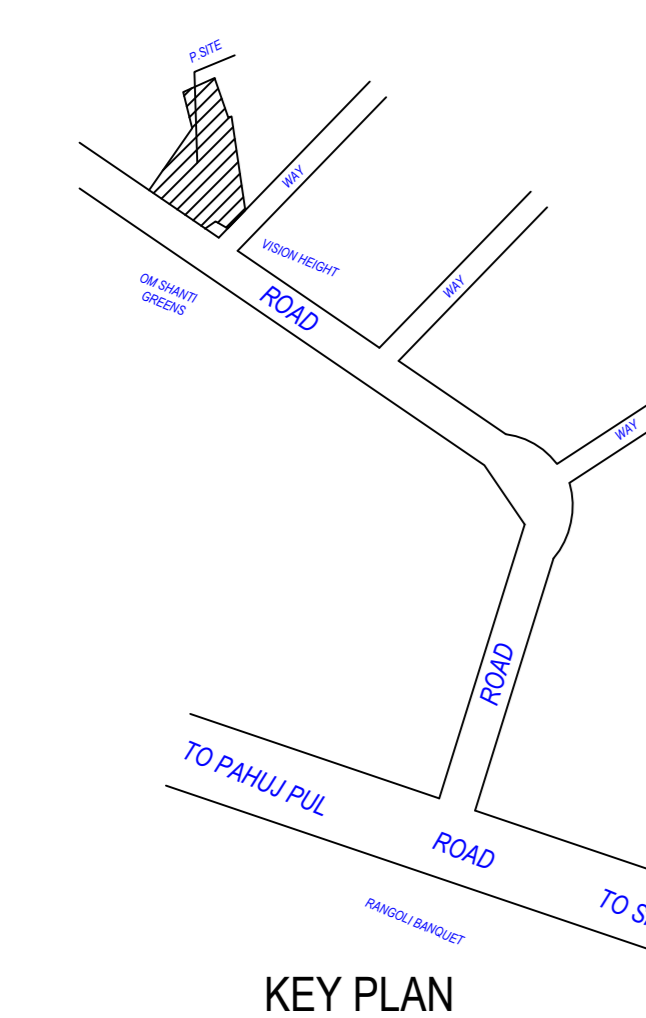 P.SITE
WAY
VISION HEIGHT
OM SHANTI
GREENS
ROAD
WAY
WAY
ROAD
TO PAHUJ PUL
ROAD
TO S
RANGOLI BANQUET
KEY PLAN